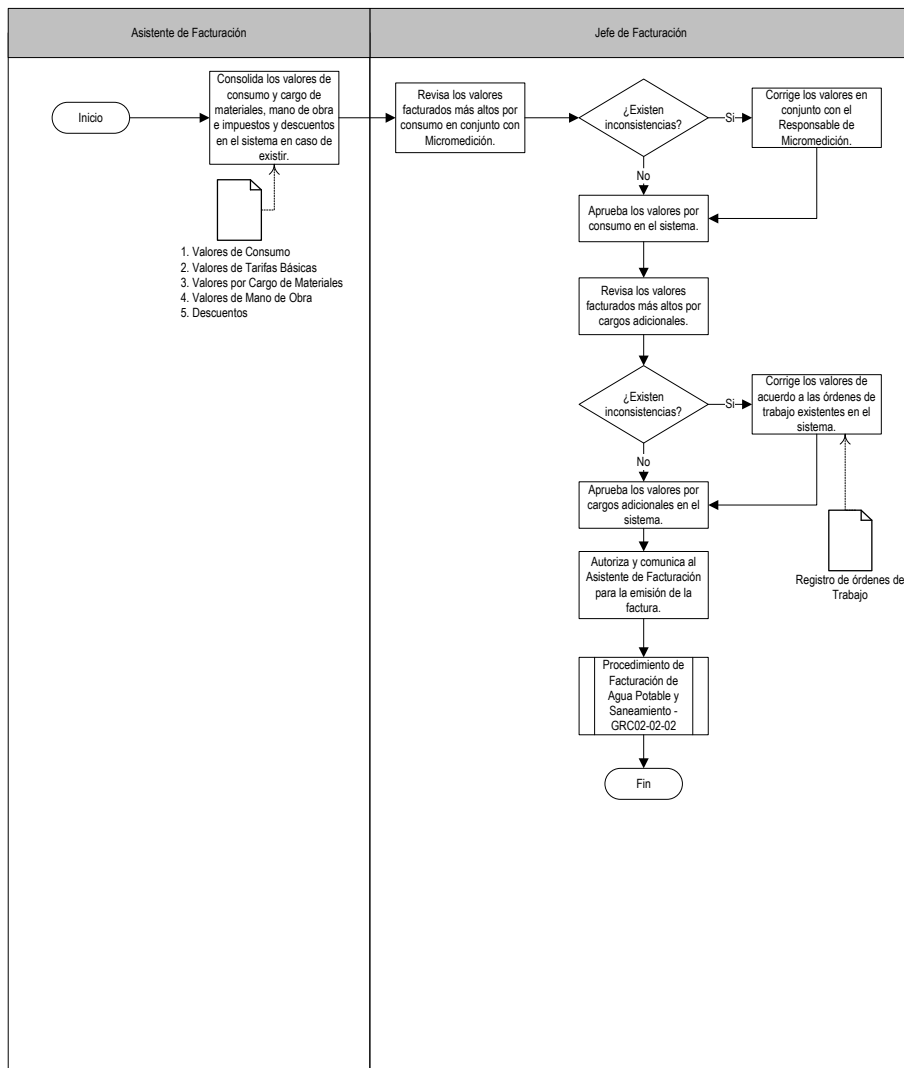 Asistente de Facturación
Jefe de Facturación
Inicio
Consolida los valores de
consumo y cargo de
materiales, mano de obra
e impuestos y descuentos
en el sistema en caso de
existir.
1. Valores de Consumo
2. Valores de Tarifas Básicas
3. Valores por Cargo de Materiales
4. Valores de Mano de Obra
5. Descuentos
Revisa los valores
facturados más altos por
consumo en conjunto con
Micromedición.
¿Existen
inconsistencias?
Si
Corrige los valores en
conjunto con el
Responsable de
Micromedición.
No
Aprueba los valores por
consumo en el sistema.
Revisa los valores
facturados más altos por
cargos adicionales.
¿Existen
inconsistencias?
Si
Corrige los valores de
acuerdo a las órdenes de
trabajo existentes en el
sistema.
No
Aprueba los valores por
cargos adicionales en el
sistema.
Registro de órdenes de
Trabajo
Autoriza y comunica al
Asistente de Facturación
para la emisión de la
factura.
Procedimiento de
Facturación de
Agua Potable y
Saneamiento -
GRC02-02-02
Fin